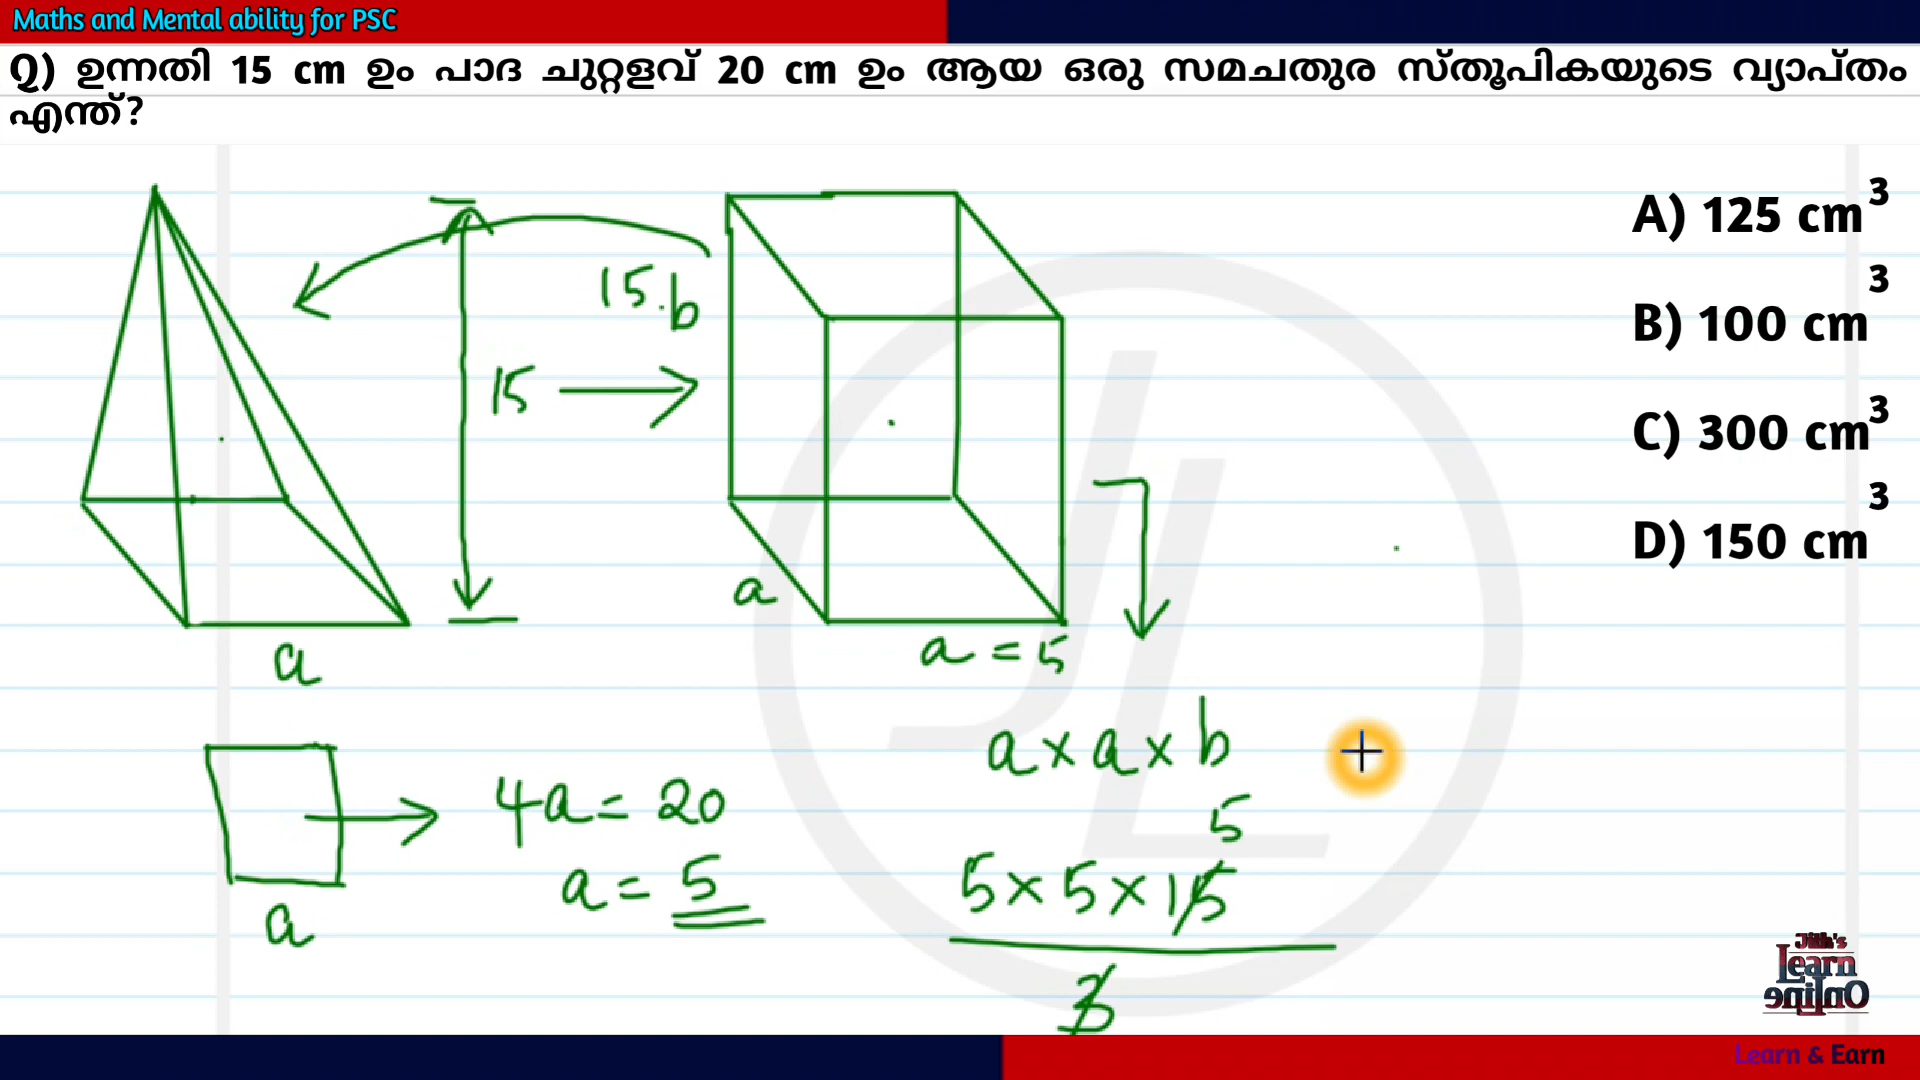 Maths and Mental ability for PSC
Q) ഉന്നതി 15 cm ഉം പാദ ചുറ്റളവ് 20 cm ഉം ആയ ഒരു സമചതുര സ്തൂപികയുടെ വ്യാപ്തം
എന്ത്?
A) 125 cm³
B) 100 cm³
C) 300 cm³
D) 150 cm³
15.b
15
a
a = 5
a
a × a × b
4a = 20
5
a = 5
5 × 5 × 15
a
3
JL
Jith's
Learn
Online
Learn & Earn